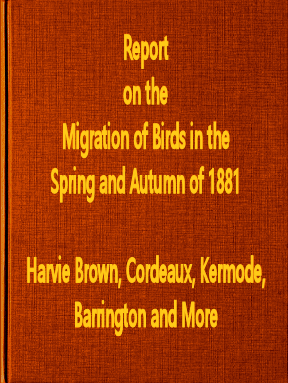 Report
on the
Migration of Birds in the
Spring and Autumn of 1881
Harvie Brown, Cordeaux, Kermode,
Barrington and More